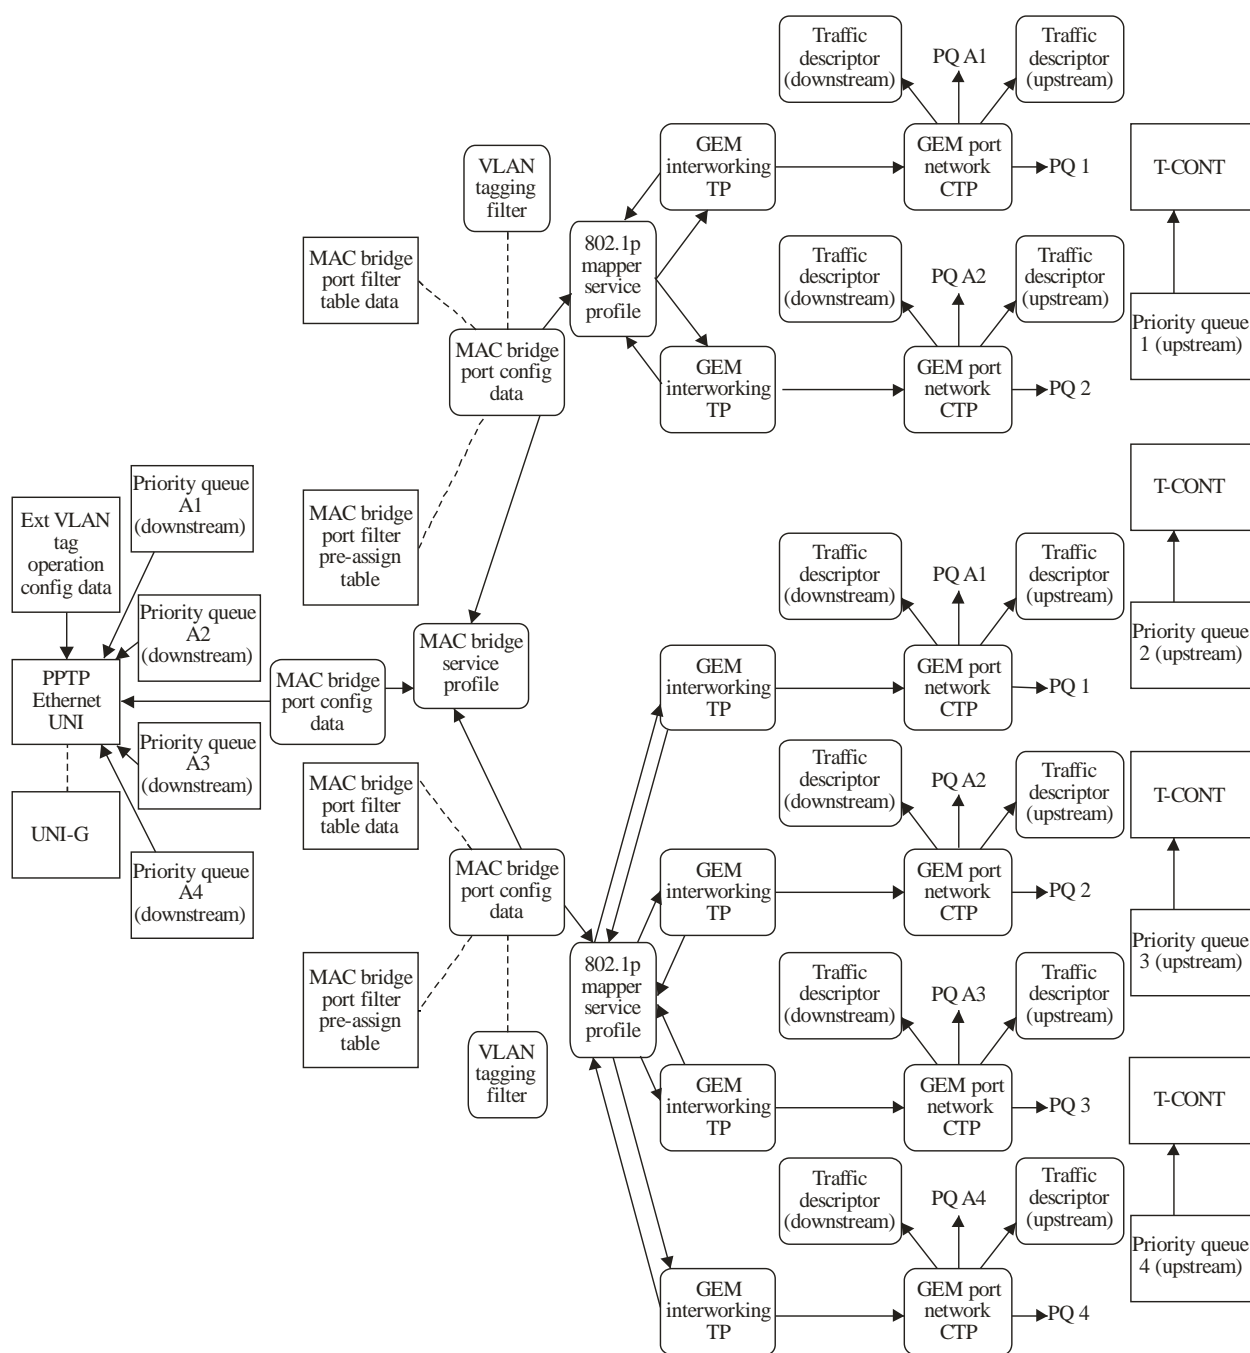 Traffic
descriptor
(downstream)
PQ A1
Traffic
descriptor
(upstream)
GEM
interworking
TP
GEM port
network
CTP
PQ 1
T-CONT
VLAN
tagging
filter
802.1p
mapper
service
profile
MAC bridge
port filter
table data
Traffic
descriptor
(downstream)
PQ A2
Traffic
descriptor
(upstream)
Priority queue
1 (upstream)
MAC bridge
port config
data
GEM
interworking
TP
GEM port
network
CTP
PQ 2
T-CONT
MAC bridge
port filter
pre-assign
table
Ext VLAN
tag
operation
config data
Priority queue
A1
(downstream)
Traffic
descriptor
(downstream)
PQ A1
Traffic
descriptor
(upstream)
Priority queue
2 (upstream)
Priority queue
A2
(downstream)
PPTP
Ethernet
UNI
MAC bridge
port config
data
MAC bridge
service
profile
GEM
interworking
TP
GEM port
network
CTP
PQ 1
Priority queue
A3
(downstream)
MAC bridge
port filter
table data
Traffic
descriptor
(downstream)
PQ A2
Traffic
descriptor
(upstream)
T-CONT
UNI-G
Priority queue
A4
(downstream)
MAC bridge
port config
data
GEM
interworking
TP
GEM port
network
CTP
PQ 2
Priority queue
3 (upstream)
MAC bridge
port filter
pre-assign
table
802.1p
mapper
service
profile
VLAN
tagging
filter
Traffic
descriptor
(downstream)
PQ A3
Traffic
descriptor
(upstream)
GEM
interworking
TP
GEM port
network
CTP
PQ 3
T-CONT
Traffic
descriptor
(downstream)
PQ A4
Traffic
descriptor
(upstream)
Priority queue
4 (upstream)
GEM
interworking
TP
GEM port
network
CTP
PQ 4